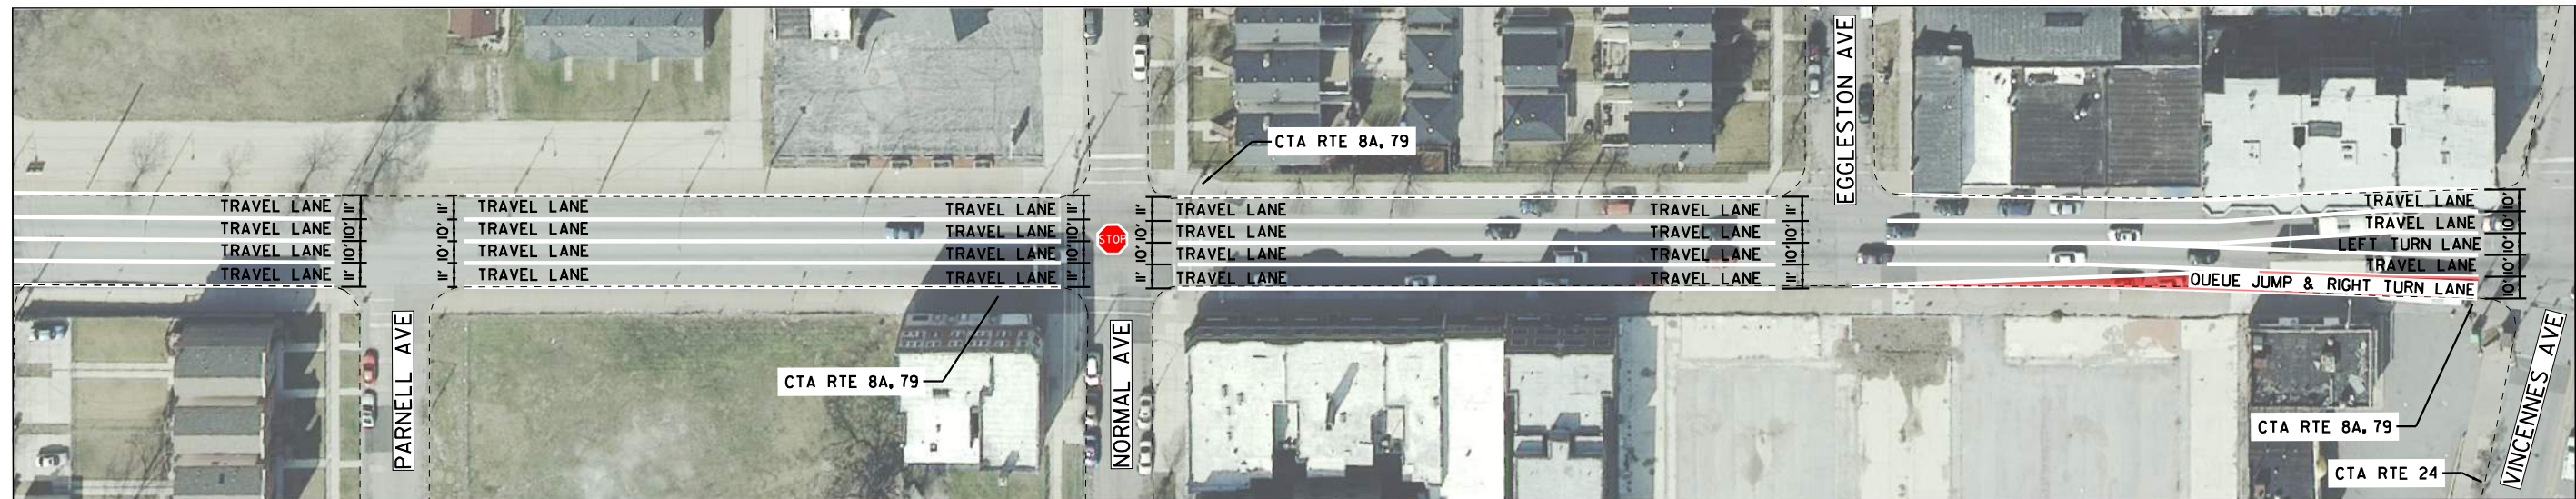 TRAVEL LANE 11'
TRAVEL LANE 10'
TRAVEL LANE 10'
TRAVEL LANE 11'
PARNELL AVE
11' TRAVEL LANE
10' TRAVEL LANE
10' TRAVEL LANE
11' TRAVEL LANE
TRAVEL LANE 11'
TRAVEL LANE 10'
TRAVEL LANE 10'
TRAVEL LANE 11'
CTA RTE 8A, 79
STOP
NORMAL AVE
CTA RTE 8A, 79
11' TRAVEL LANE
10' TRAVEL LANE
10' TRAVEL LANE
11' TRAVEL LANE
TRAVEL LANE 11'
TRAVEL LANE 10'
TRAVEL LANE 10'
TRAVEL LANE 11'
EGGLESTON AVE
TRAVEL LANE 10'
TRAVEL LANE 10'
LEFT TURN LANE 10'
TRAVEL LANE 10'
QUEUE JUMP & RIGHT TURN LANE 10'
CTA RTE 8A, 79
CTA RTE 24
VINCENNES AVE